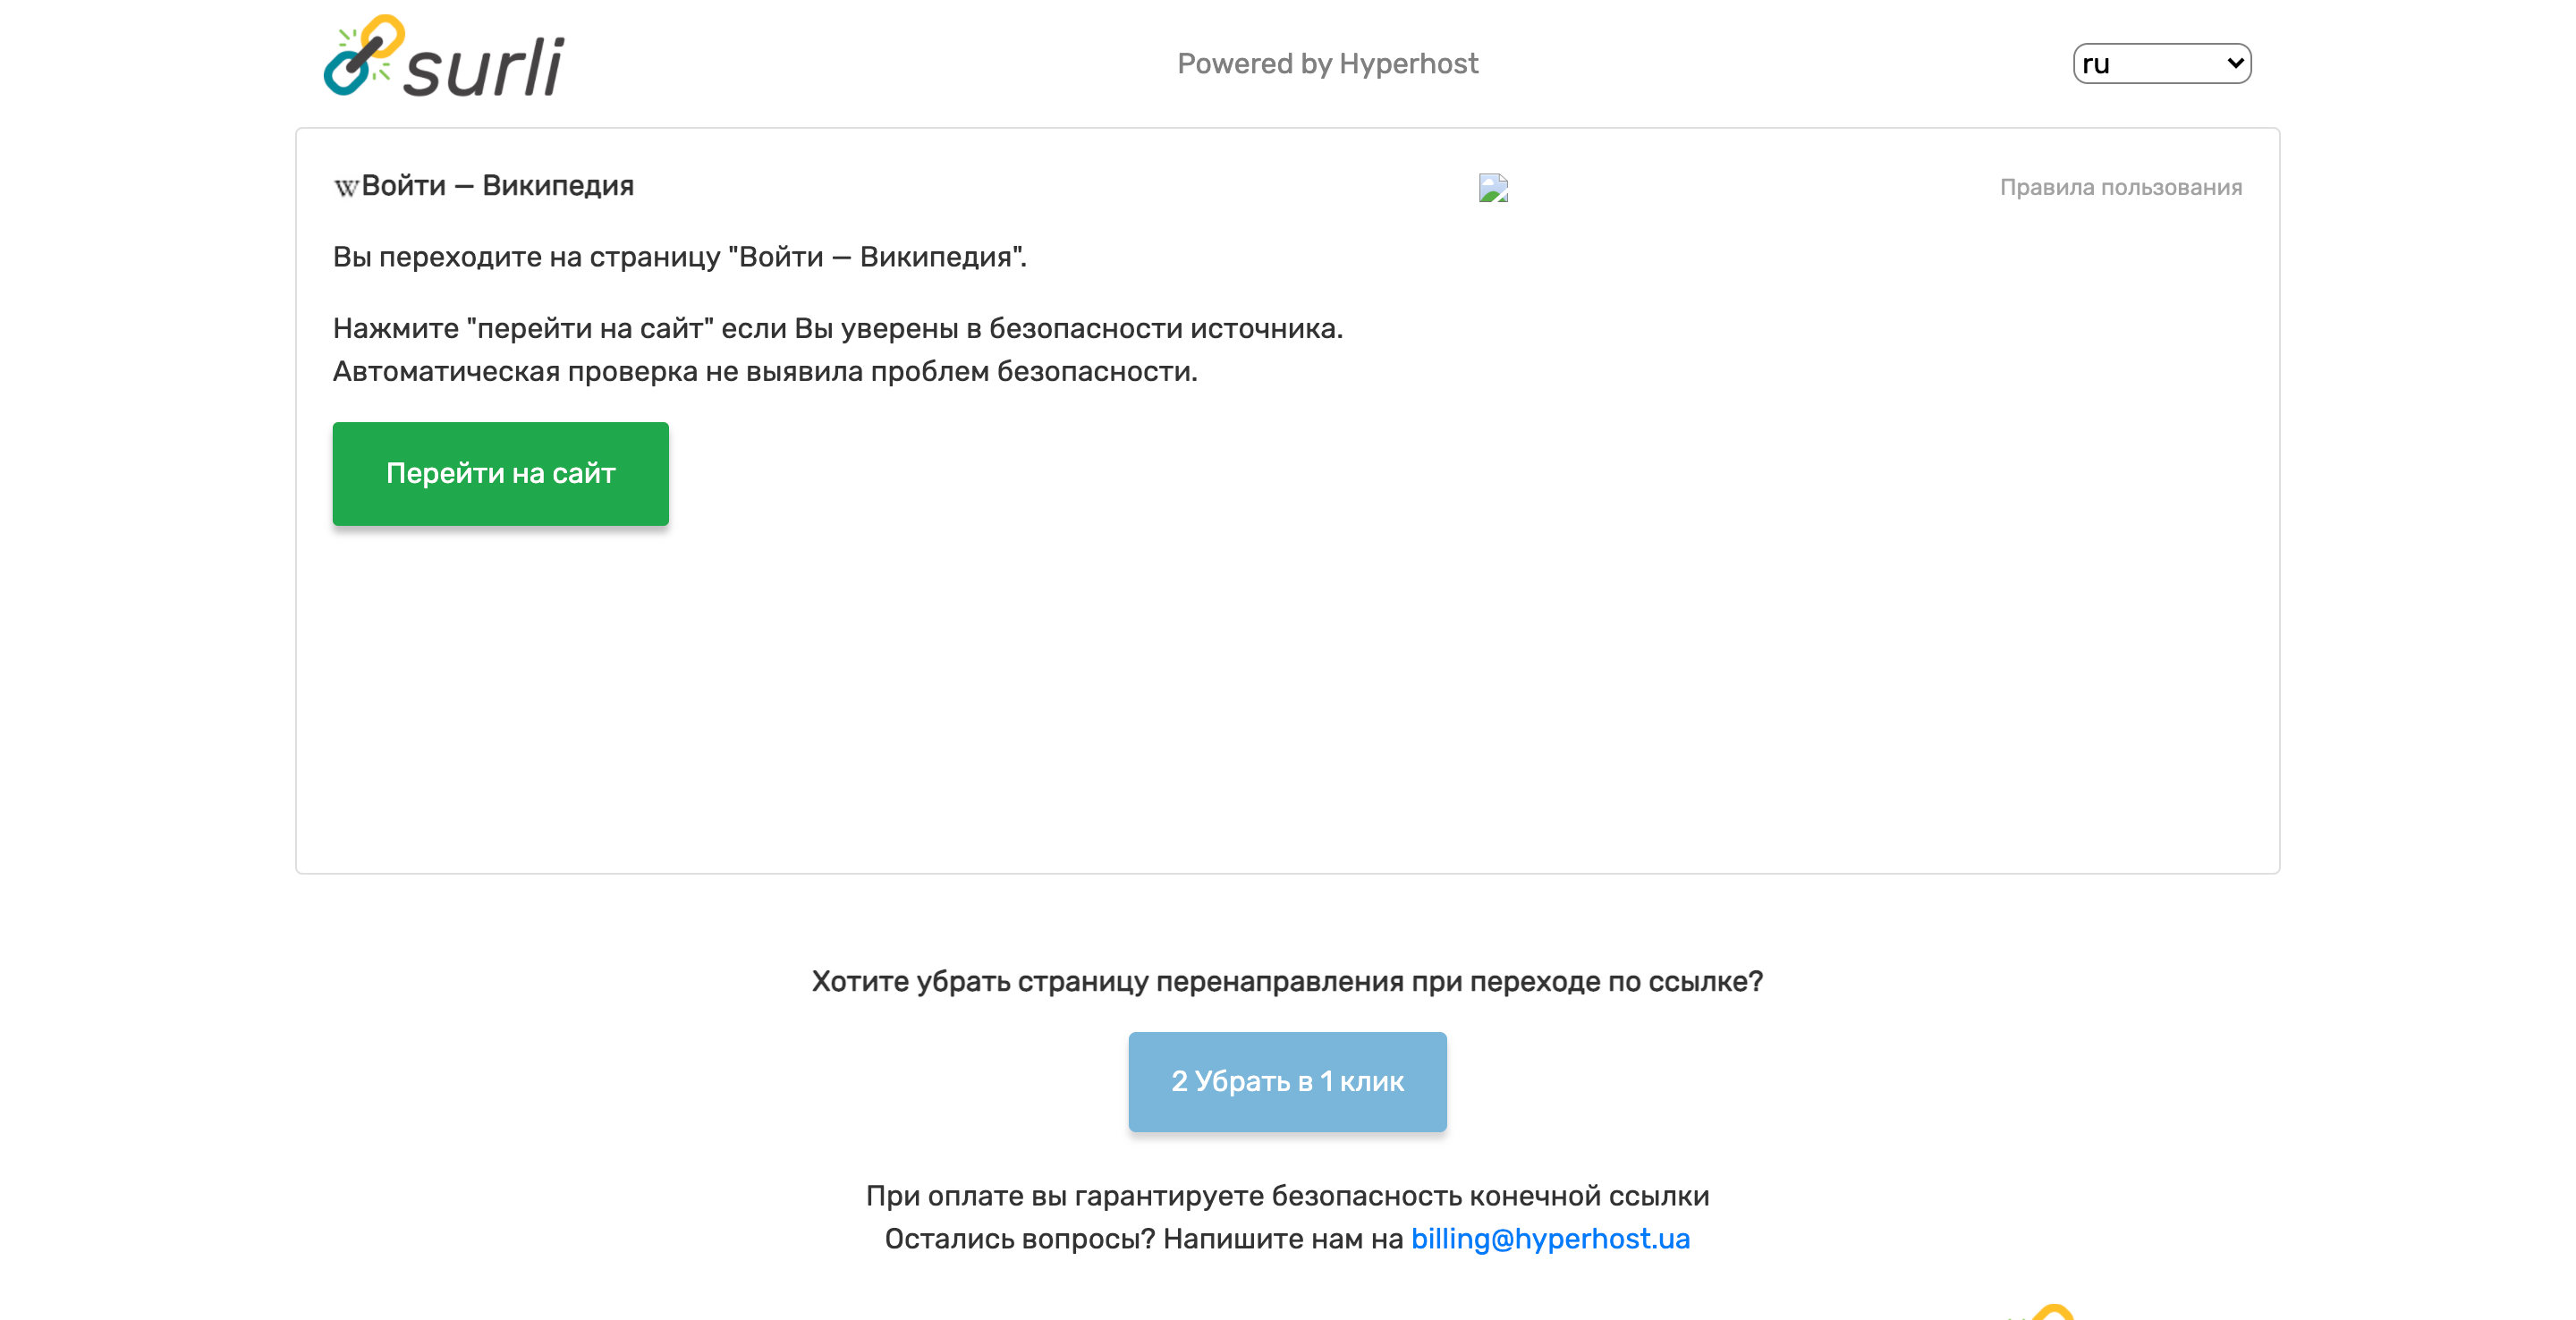 surli
Powered by Hyperhost
ru
Войти — Википедия
Правила пользования
Вы переходите на страницу "Войти — Википедия".
Нажмите "перейти на сайт" если Вы уверены в безопасности источника.
Автоматическая проверка не выявила проблем безопасности.
Перейти на сайт
Хотите убрать страницу перенаправления при переходе по ссылке?
2 Убрать в 1 клик
При оплате вы гарантируете безопасность конечной ссылки
Остались вопросы? Напишите нам на billing@hyperhost.ua